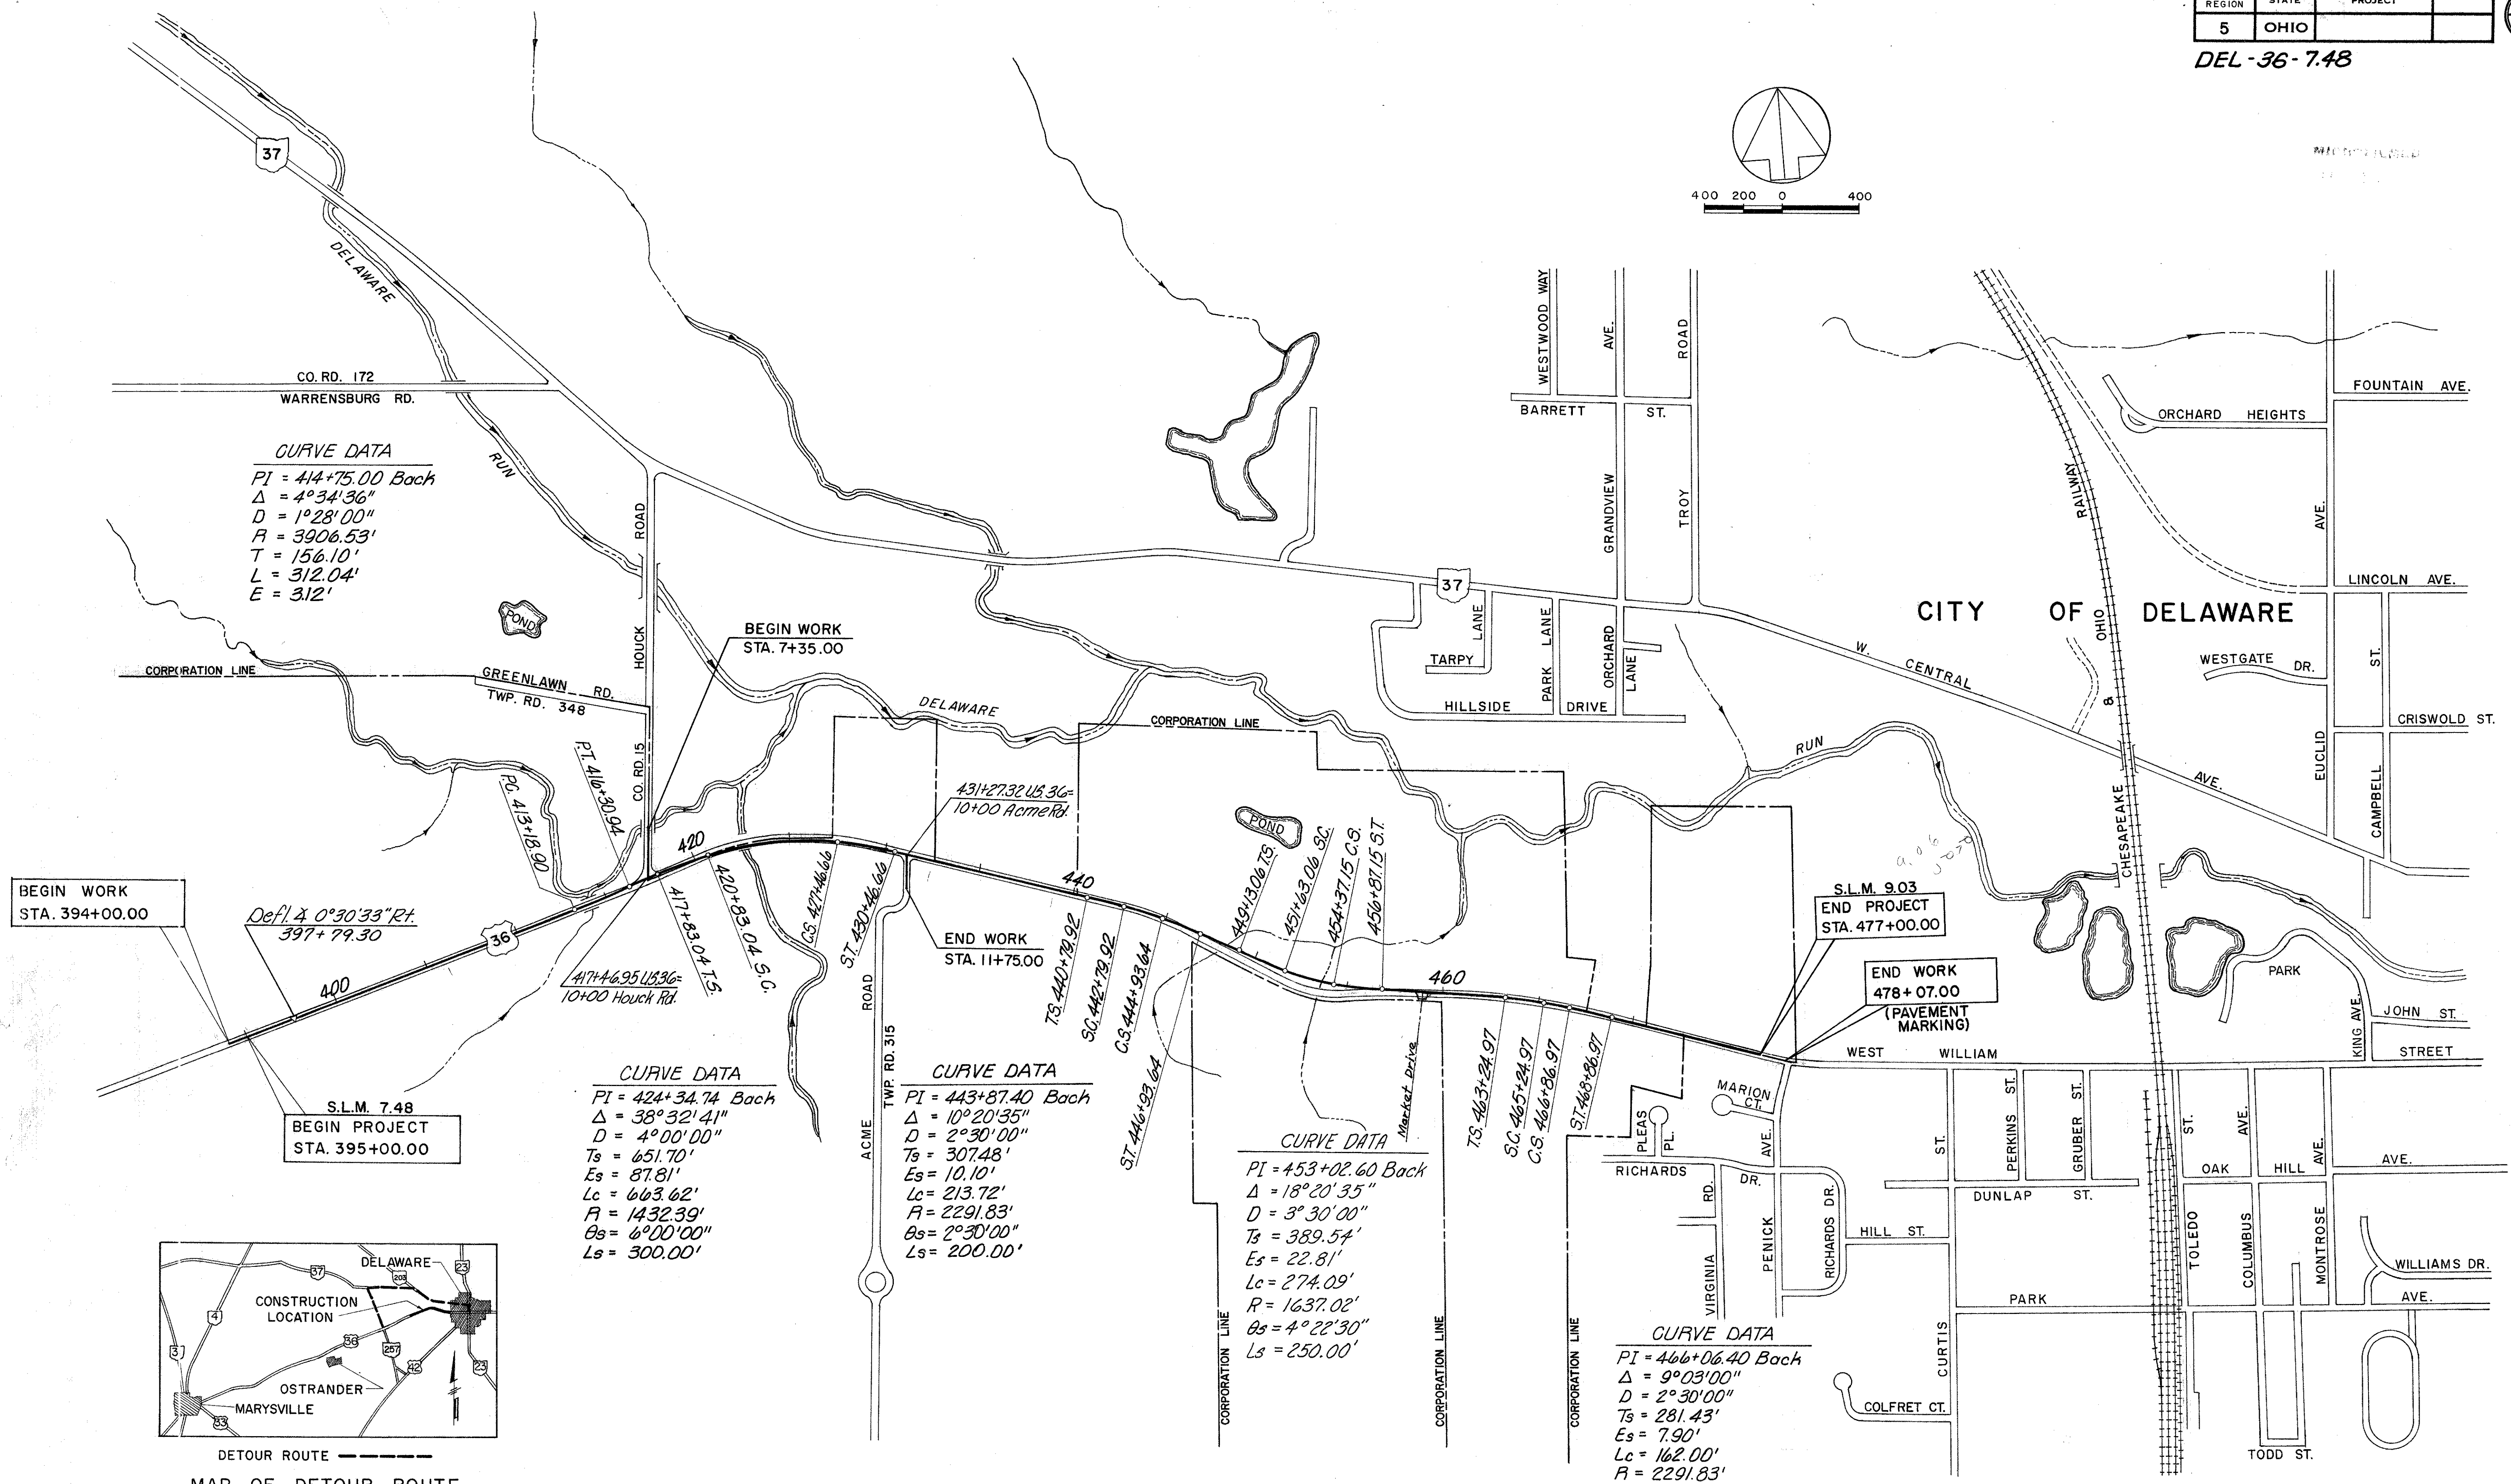 REGION
STATE
PROJECT
5
OHIO
DEL-36-7.48
400 200 0 400
37
DELAWARE
CO. RD. 172
WARRENSBURG RD.
RUN
CURVE DATA
PI = 414+75.00 Back
Δ = 4°34'36"
D = 1°28'00"
R = 3906.53'
T = 156.10'
L = 312.04'
E = 3.12'
POND
HOUCK ROAD
CO. RD. 15
CORPORATION LINE
GREENLAWN RD.
TWP. RD. 348
BEGIN WORK
STA. 7+35.00
WESTWOOD WAY
GRANDVIEW AVE.
TROY ROAD
BARRETT ST.
37
TARPY LANE
PARK LANE
ORCHARD LANE
HILLSIDE DRIVE
RAILWAY
OHIO
&
CHESAPEAKE
FOUNTAIN AVE.
ORCHARD HEIGHTS
EUCLID AVE.
LINCOLN AVE.
CITY OF DELAWARE
WESTGATE DR.
CAMPBELL ST.
CRISWOLD ST.
W. CENTRAL AVE.
DELAWARE
RUN
CORPORATION LINE
P.C. 413+18.90
P.T. 416+30.94
420
431+27.32 U.S. 36=
10+00 Acme Rd.
POND
BEGIN WORK
STA. 394+00.00
Defl. ∡ 0°30'33" Rt.
397+79.30
36
400
417+46.95 U.S. 36=
10+00 Houck Rd.
417+83.04 T.S.
420+83.04 S.C.
C.S. 427+46.66
S.T. 430+46.66
END WORK
STA. 11+75.00
440
T.S. 440+79.92
S.C. 442+79.92
C.S. 444+93.64
S.T. 446+93.64
449+13.06 T.S.
451+63.06 S.C.
454+37.15 C.S.
456+87.15 S.T.
460
Market Drive
T.S. 463+24.97
S.C. 465+24.97
C.S. 466+86.97
S.T. 468+86.97
S.L.M. 9.03
END PROJECT
STA. 477+00.00
END WORK
478+07.00
(PAVEMENT
MARKING)
PARK
KING AVE.
JOHN ST.
WEST WILLIAM STREET
S.L.M. 7.48
BEGIN PROJECT
STA. 395+00.00
ACME ROAD
TWP. RD. 315
CURVE DATA
PI = 424+34.74 Back
Δ = 38°32'41"
D = 4°00'00"
Ts = 651.70'
Es = 87.81'
Lc = 663.62'
R = 1432.39'
θs = 6°00'00"
Ls = 300.00'
CURVE DATA
PI = 443+87.40 Back
Δ = 10°20'35"
D = 2°30'00"
Ts = 307.48'
Es = 10.10'
Lc = 213.72'
R = 2291.83'
θs = 2°30'00"
Ls = 200.00'
CURVE DATA
PI = 453+02.60 Back
Δ = 18°20'35"
D = 3°30'00"
Ts = 389.54'
Es = 22.81'
Lc = 274.09'
R = 1637.02'
θs = 4°22'30"
Ls = 250.00'
CURVE DATA
PI = 466+06.40 Back
Δ = 9°03'00"
D = 2°30'00"
Ts = 281.43'
Es = 7.90'
Lc = 162.00'
R = 2291.83'
CORPORATION LINE
CORPORATION LINE
CORPORATION LINE
MARION CT.
PLEAS PL.
RICHARDS DR.
VIRGINIA RD.
PENICK AVE.
RICHARDS DR.
HILL ST.
CURTIS ST.
PERKINS ST.
GRUBER ST.
DUNLAP ST.
TOLEDO ST.
COLUMBUS AVE.
OAK HILL AVE.
MONTROSE AVE.
WILLIAMS DR.
PARK AVE.
COLFRET CT.
TODD ST.
DELAWARE
23
37
203
CONSTRUCTION
LOCATION
4
36
31
257
42
23
OSTRANDER
MARYSVILLE
33
DETOUR ROUTE
MAP OF DETOUR ROUTE